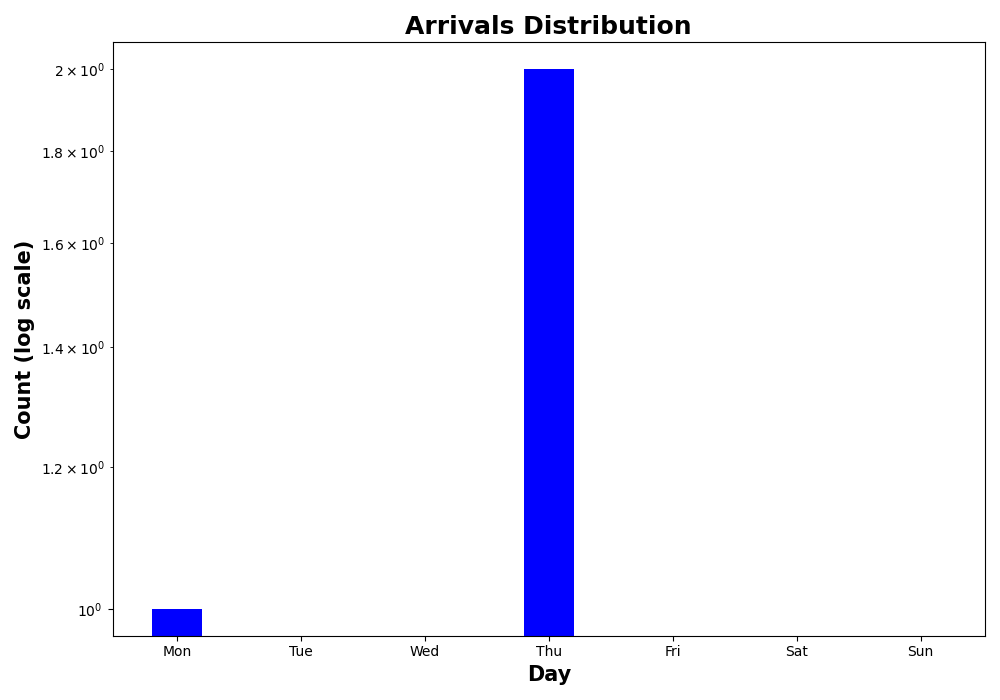 Arrivals Distribution
Count (log scale)
2 × 10⁰
1.8 × 10⁰
1.6 × 10⁰
1.4 × 10⁰
1.2 × 10⁰
10⁰
Mon Tue Wed Thu Fri Sat Sun
Day